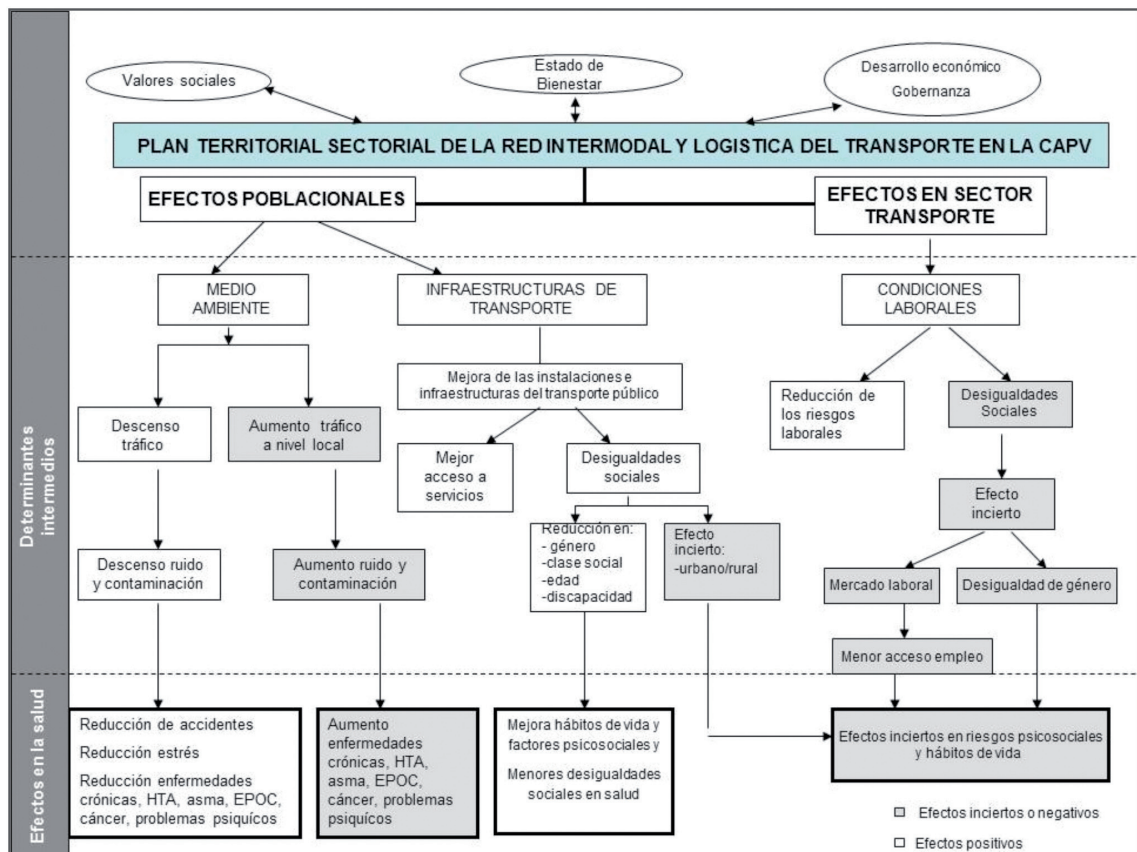 Valores sociales
Estado de
Bienestar
Desarrollo económico
Gobernanza
PLAN TERRITORIAL SECTORIAL DE LA RED INTERMODAL Y LOGISTICA DEL TRANSPORTE EN LA CAPV
EFECTOS POBLACIONALES
EFECTOS EN SECTOR
TRANSPORTE
Determinantes
intermedios
MEDIO
AMBIENTE
INFRAESTRUCTURAS DE
TRANSPORTE
CONDICIONES
LABORALES
Mejora de las instalaciones e
infraestructuras del transporte público
Reducción de
los riesgos
laborales
Desigualdades
Sociales
Descenso
tráfico
Aumento tráfico
a nivel local
Mejor
acceso a
servicios
Desigualdades
sociales
Efecto
incierto
Reducción en:
- género
-clase social
-edad
-discapacidad
Efecto
incierto:
-urbano/rural
Descenso ruido
y contaminación
Aumento ruido y
contaminación
Mercado laboral
Desigualdad de género
Menor acceso empleo
Efectos en la salud
Reducción de accidentes
Reducción estrés
Reducción enfermedades
crónicas, HTA, asma, EPOC,
cáncer, problemas psiquícos
Aumento
enfermedades
crónicas, HTA,
asma, EPOC,
cáncer, problemas
psiquícos
Mejora hábitos de vida y
factores psicosociales y
Menores desigualdades
sociales en salud
Efectos inciertos en riesgos psicosociales
y hábitos de vida
Efectos inciertos o negativos
Efectos positivos